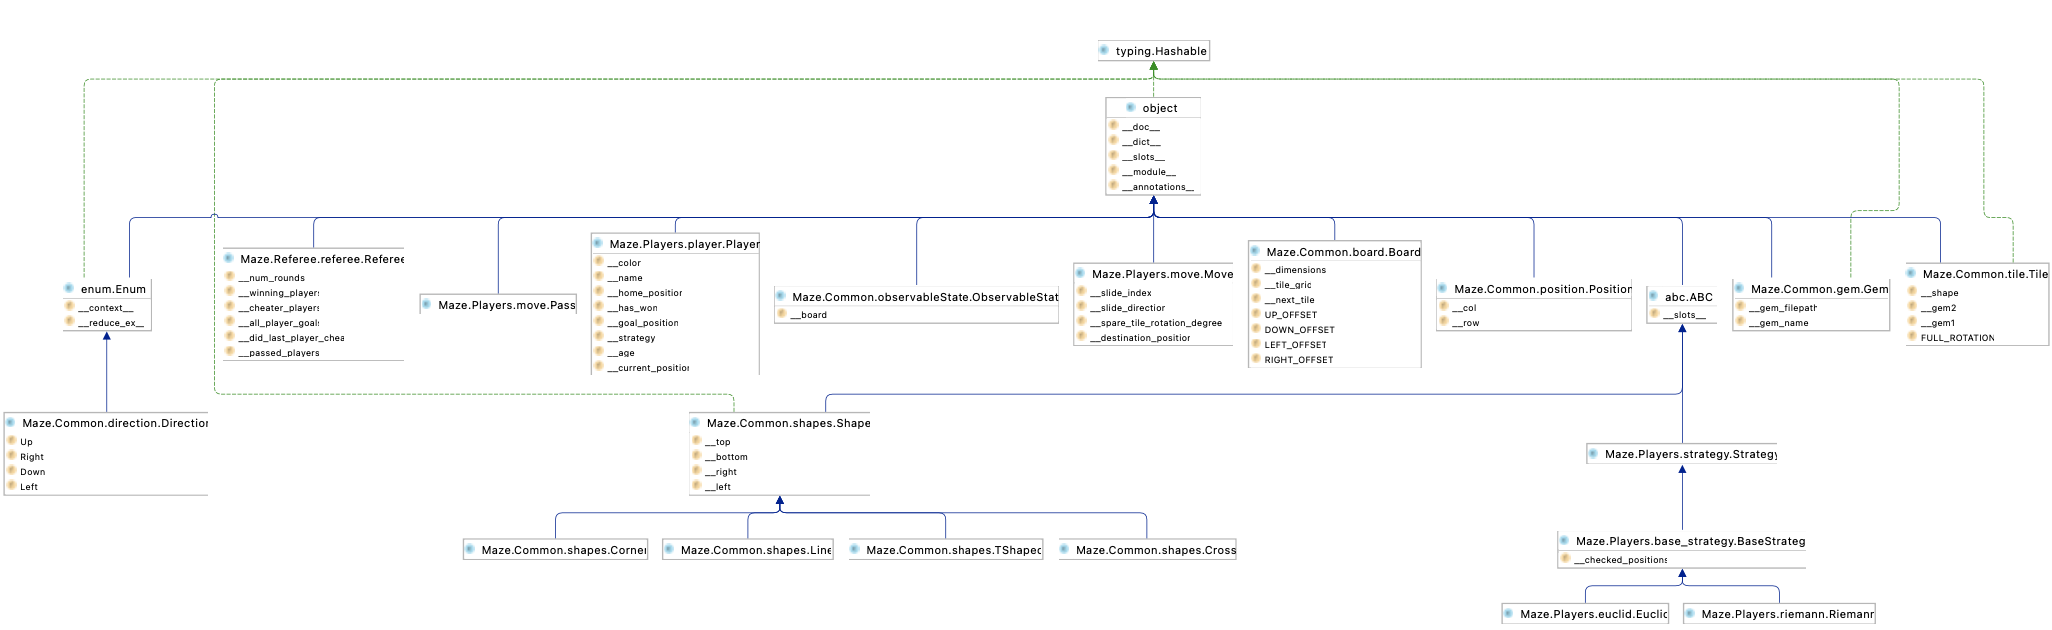 typing.Hashable
object
__doc__
__dict__
__slots__
__module__
__annotations__
enum.Enum
__context__
__reduce_ex__
Maze.Referee.referee.Referee
__num_rounds
__winning_players
__cheater_players
__all_player_goals
__did_last_player_chea
__passed_players
Maze.Players.move.Pass
Maze.Players.player.Player
__color
__name
__home_position
__has_won
__goal_position
__strategy
__age
__current_position
Maze.Common.observableState.ObservableStat
__board
Maze.Players.move.Move
__slide_index
__slide_direction
__spare_tile_rotation_degree
__destination_position
Maze.Common.board.Board
__dimensions
__tile_grid
__next_tile
UP_OFFSET
DOWN_OFFSET
LEFT_OFFSET
RIGHT_OFFSET
Maze.Common.position.Position
__col
__row
abc.ABC
__slots__
Maze.Common.gem.Gem
__gem_filepath
__gem_name
Maze.Common.tile.Tile
__shape
__gem2
__gem1
FULL_ROTATION
Maze.Common.direction.Direction
Up
Right
Down
Left
Maze.Common.shapes.Shape
__top
__bottom
__right
__left
Maze.Players.strategy.Strategy
Maze.Common.shapes.Corner
Maze.Common.shapes.Line
Maze.Common.shapes.TShaped
Maze.Common.shapes.Cross
Maze.Players.base_strategy.BaseStrateg
__checked_positions
Maze.Players.euclid.Euclid
Maze.Players.riemann.Riemann